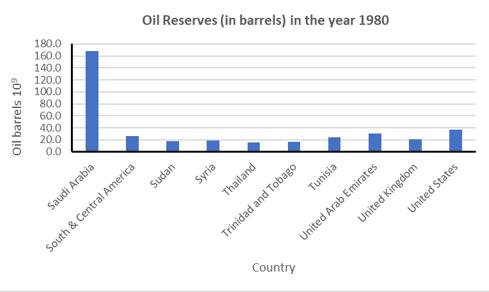 Oil Reserves (in barrels) in the year 1980
Oil barrels 10⁹
180.0
160.0
140.0
120.0
100.0
80.0
60.0
40.0
20.0
0.0
Saudi Arabia
South & Central America
Sudan
Syria
Thailand
Trinidad and Tobago
Tunisia
United Arab Emirates
United Kingdom
United States
Country